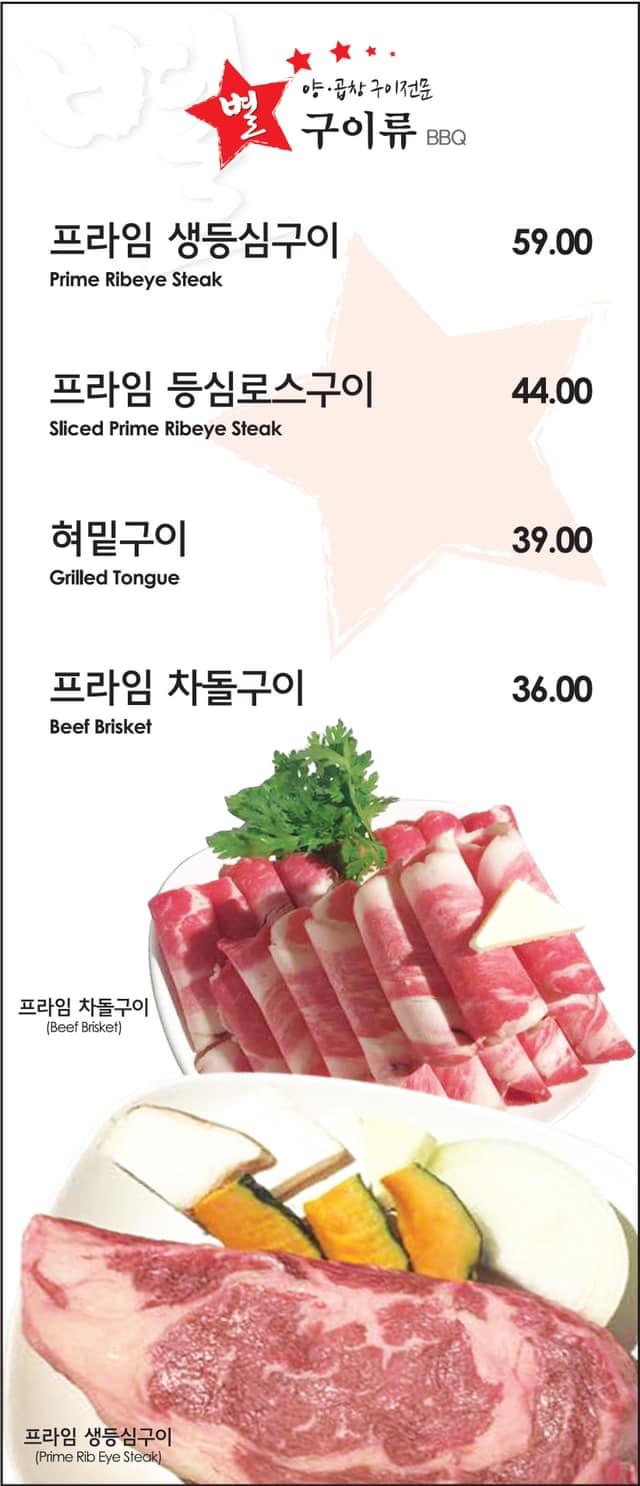 별
양·곱창 구이전문
구이류 BBQ
프라임 생등심구이 59.00
Prime Ribeye Steak
프라임 등심로스구이 44.00
Sliced Prime Ribeye Steak
혀밑구이 39.00
Grilled Tongue
프라임 차돌구이 36.00
Beef Brisket
프라임 차돌구이
(Beef Brisket)
프라임 생등심구이
(Prime Rib Eye Steak)